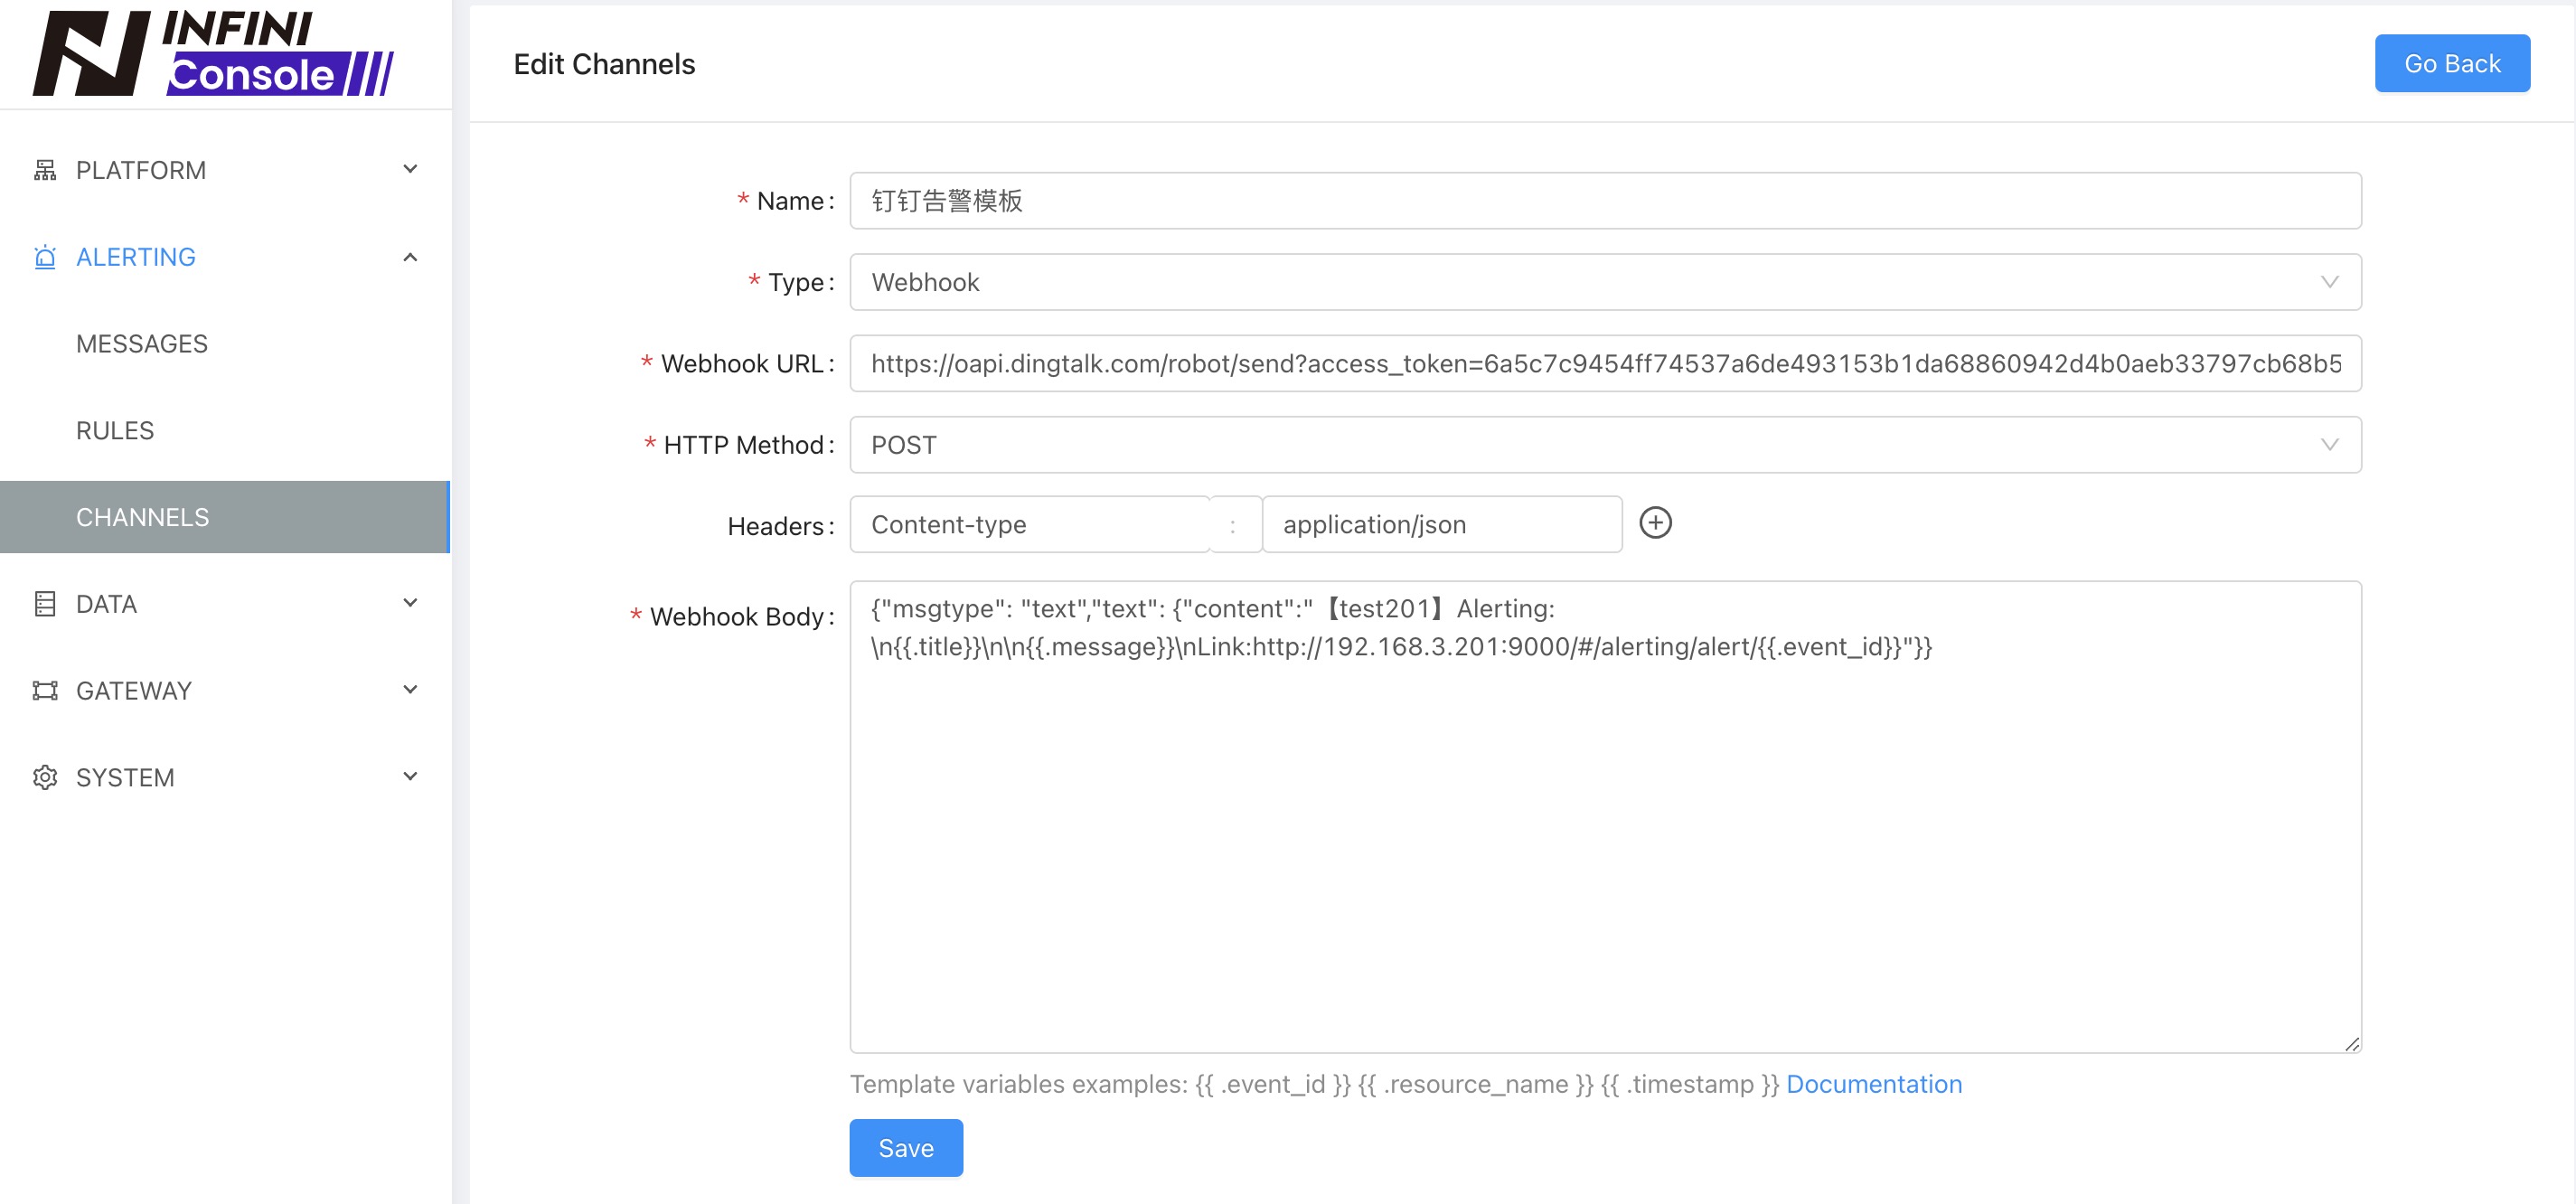 INFINI
Console
PLATFORM
ALERTING
MESSAGES
RULES
CHANNELS
DATA
GATEWAY
SYSTEM
Edit Channels
Go Back
* Name:
钉钉告警模板
* Type:
Webhook
* Webhook URL:
https://oapi.dingtalk.com/robot/send?access_token=6a5c7c9454ff74537a6de493153b1da68860942d4b0aeb33797cb68b5
* HTTP Method:
POST
Headers:
Content-type : application/json
* Webhook Body:
{"msgtype": "text","text": {"content":"【test201】Alerting:
\n{{.title}}\n\n{{.message}}\nLink:http://192.168.3.201:9000/#/alerting/alert/{{.event_id}}"}}
Template variables examples: {{ .event_id }} {{ .resource_name }} {{ .timestamp }} Documentation
Save